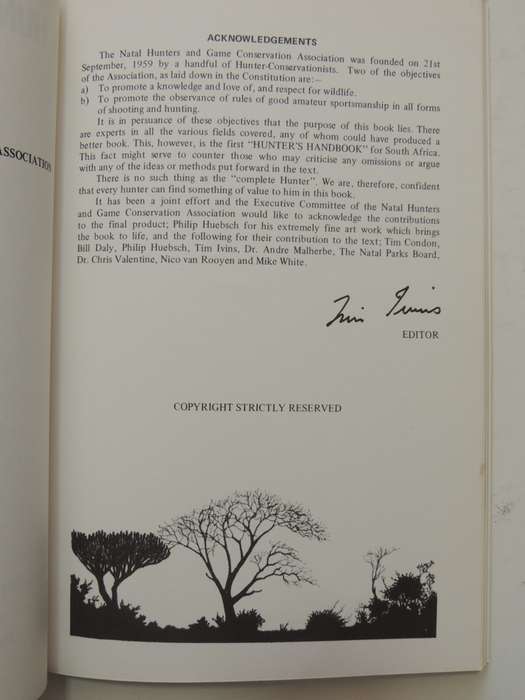 ASSOCIATION
ACKNOWLEDGEMENTS
The Natal Hunters and Game Conservation Association was founded on 21st
September, 1959 by a handful of Hunter-Conservationists. Two of the objectives
of the Association, as laid down in the Constitution are:—
a) To promote a knowledge and love of, and respect for wildlife.
b) To promote the observance of rules of good amateur sportsmanship in all forms
of shooting and hunting.
It is in persuance of these objectives that the purpose of this book lies. There
are experts in all the various fields covered, any of whom could have produced a
better book. This, however, is the first "HUNTER'S HANDBOOK" for South Africa.
This fact might serve to counter those who may criticise any omissions or argue
with any of the ideas or methods put forward in the text.
There is no such thing as the "complete Hunter". We are, therefore, confident
that every hunter can find something of value to him in this book.
It has been a joint effort and the Executive Committee of the Natal Hunters
and Game Conservation Association would like to acknowledge the contributions
to the final product; Philip Huebsch for his extremely fine art work which brings
the book to life, and the following for their contribution to the text; Tim Condon,
Bill Daly, Philip Huebsch, Tim Ivins, Dr. Andre Malherbe, The Natal Parks Board,
Dr. Chris Valentine, Nico van Rooyen and Mike White.
Tim Ivins
EDITOR
COPYRIGHT STRICTLY RESERVED